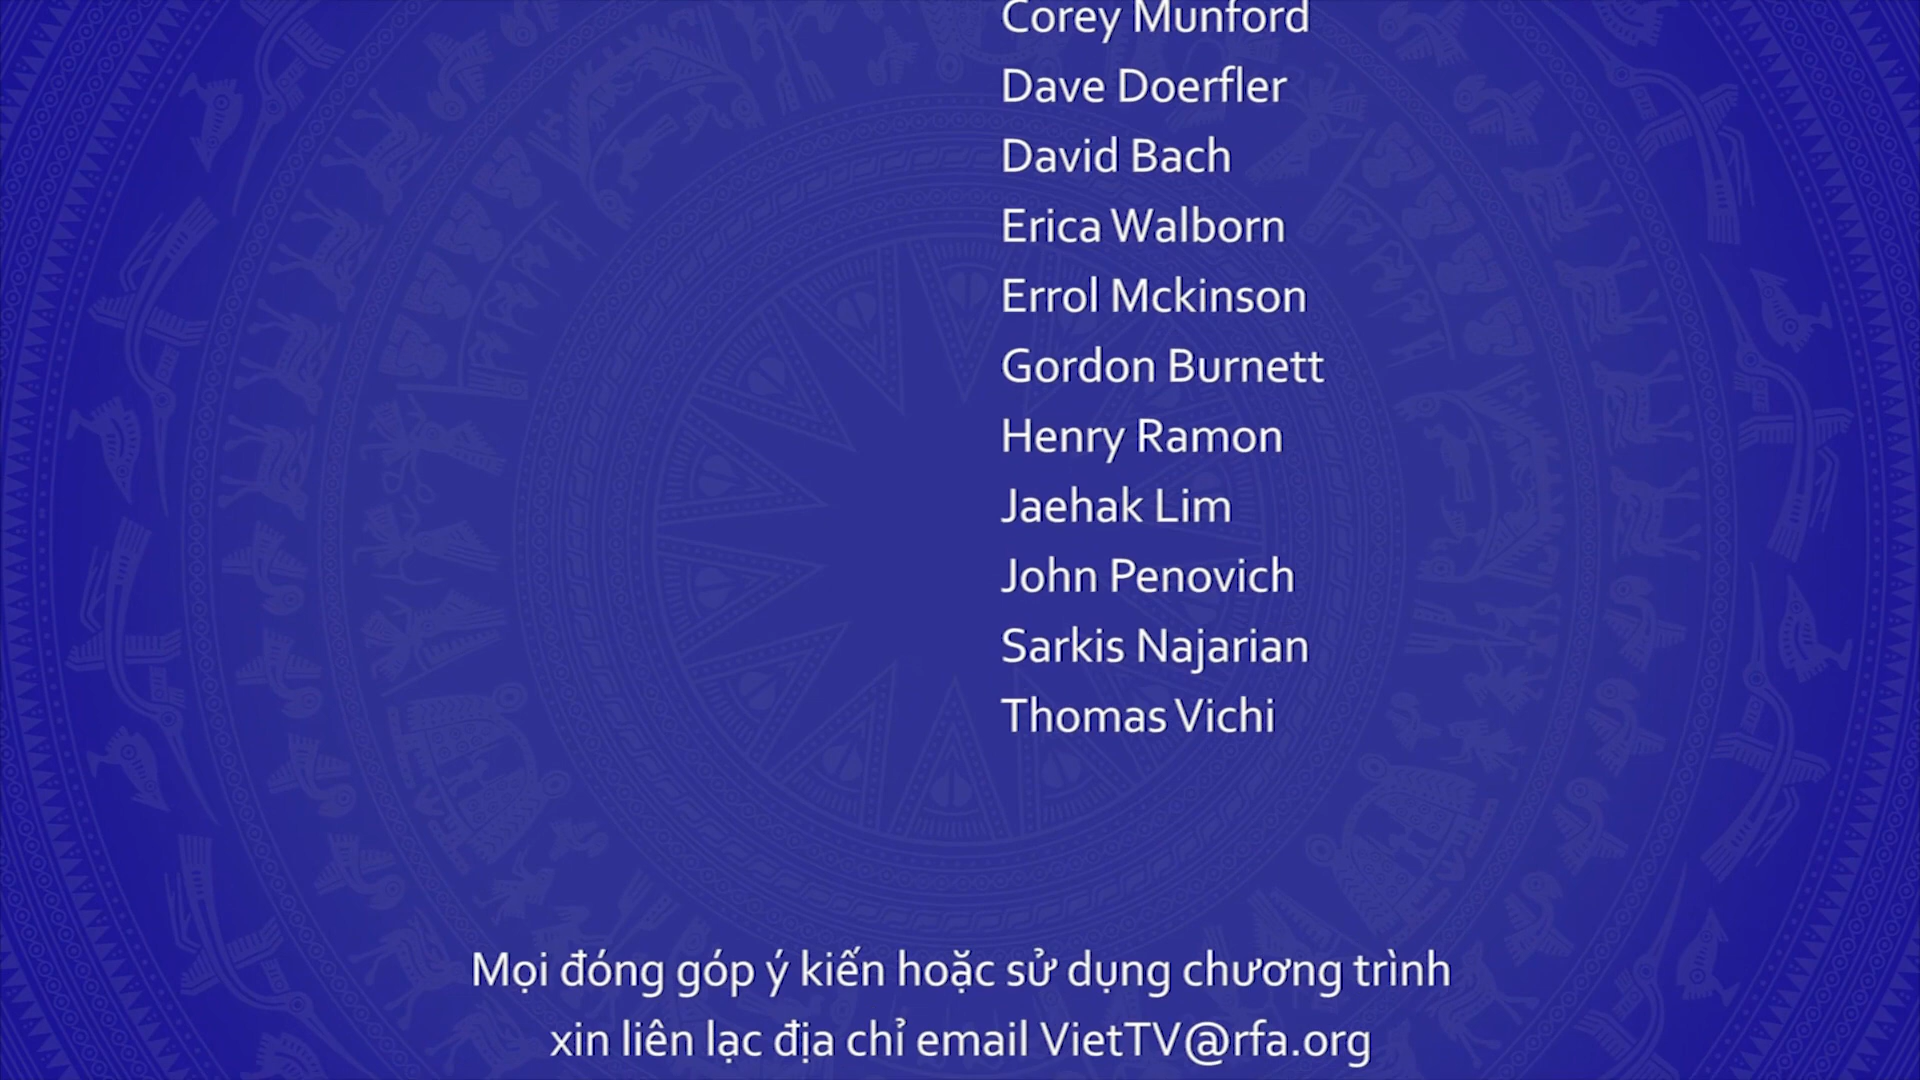 Corey Munford
Dave Doerfler
David Bach
Erica Walborn
Errol Mckinson
Gordon Burnett
Henry Ramon
Jaehak Lim
John Penovich
Sarkis Najarian
Thomas Vichi
Mọi đóng góp ý kiến hoặc sử dụng chương trình
xin liên lạc địa chỉ email VietTV@rfa.org